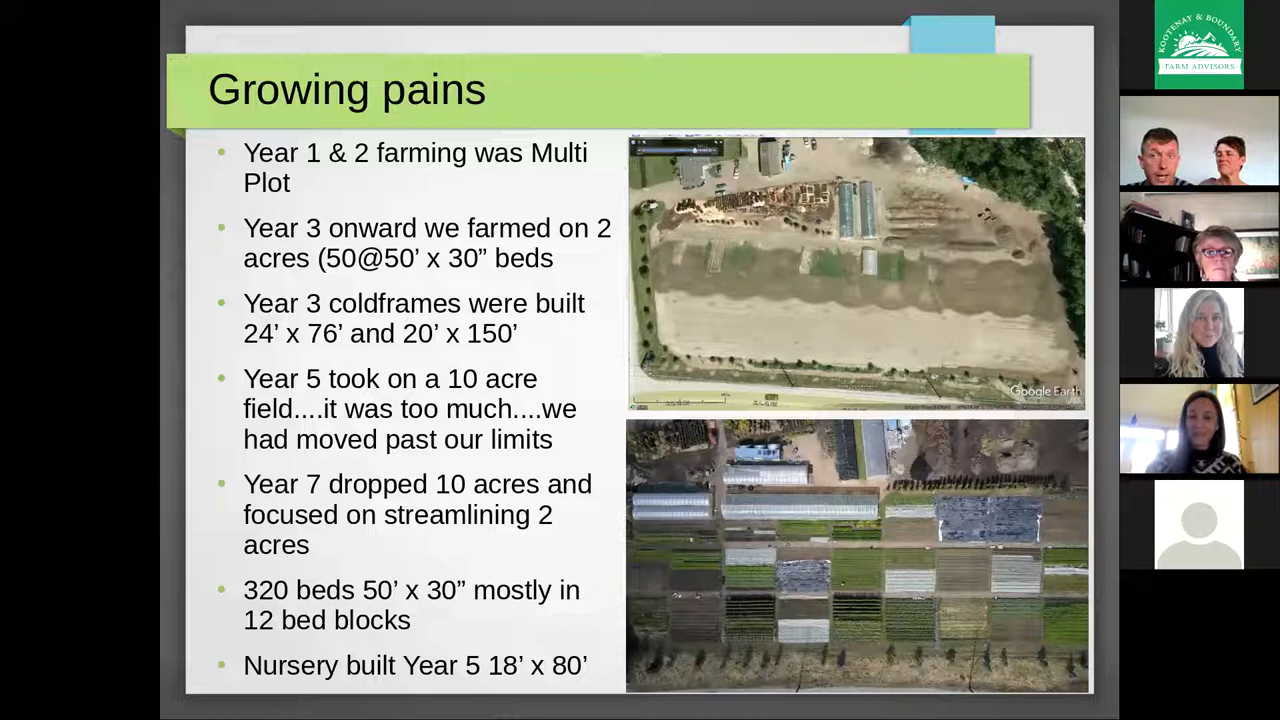 Growing pains
Year 1 & 2 farming was Multi
Plot
Year 3 onward we farmed on 2
acres (50@50’ x 30” beds
Year 3 coldframes were built
24’ x 76’ and 20’ x 150’
Year 5 took on a 10 acre
field....it was too much....we
had moved past our limits
Year 7 dropped 10 acres and
focused on streamlining 2
acres
320 beds 50’ x 30” mostly in
12 bed blocks
Nursery built Year 5 18’ x 80’
Google Earth
KOOTENAY & BOUNDARY
FARM ADVISORS